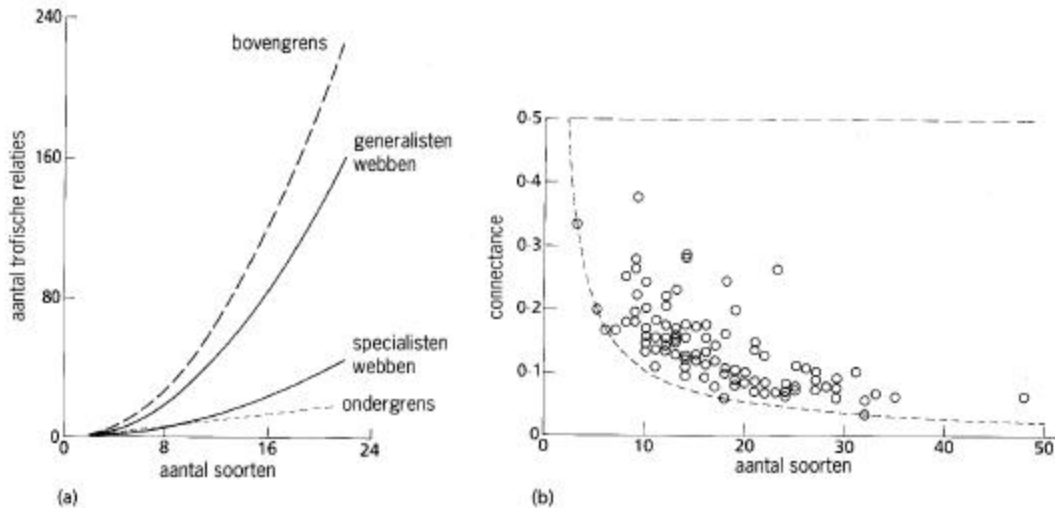 240
160
80
0
aantal trofische relaties
bovengrens
generalisten
webben
specialisten
webben
ondergrens
0 8 16 24
aantal soorten
(a)
0·5
0·4
0·3
0·2
0·1
0
connectance
0 10 20 30 40 50
aantal soorten
(b)